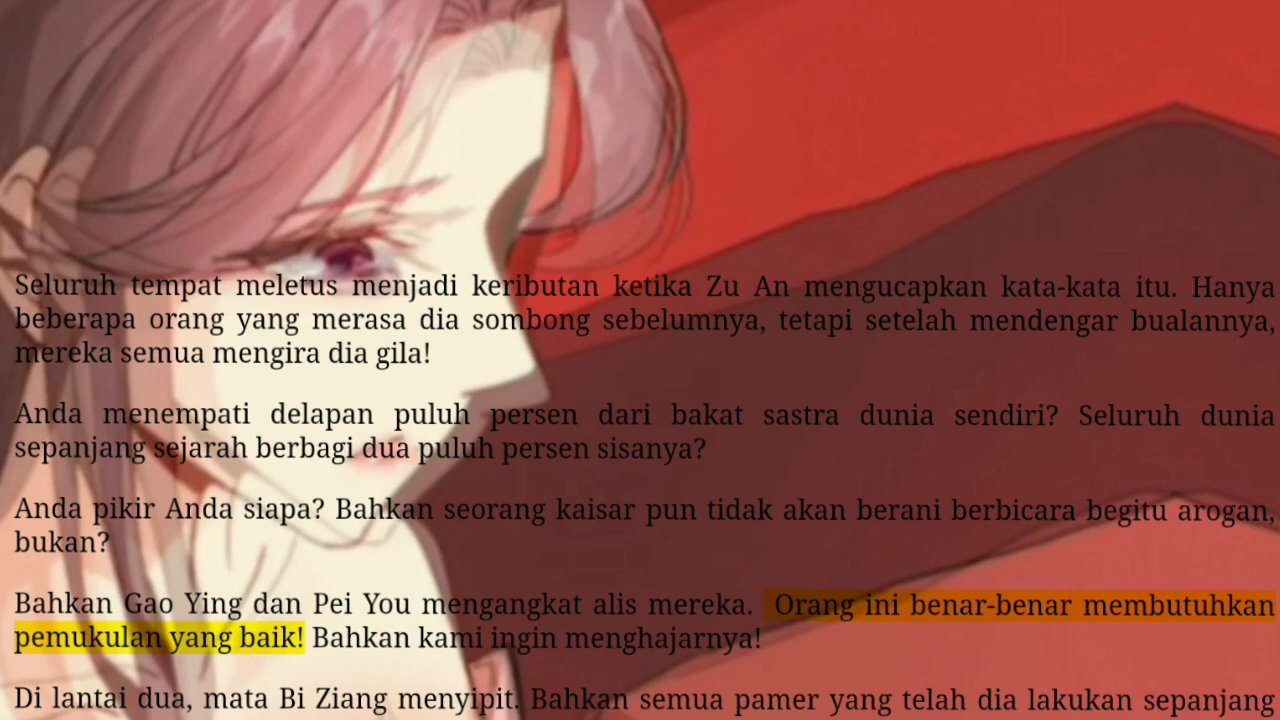 Seluruh tempat meletus menjadi keributan ketika Zu An mengucapkan kata-kata itu. Hanya
beberapa orang yang merasa dia sombong sebelumnya, tetapi setelah mendengar bualannya,
mereka semua mengira dia gila!
Anda menempati delapan puluh persen dari bakat sastra dunia sendiri? Seluruh dunia
sepanjang sejarah berbagi dua puluh persen sisanya?
Anda pikir Anda siapa? Bahkan seorang kaisar pun tidak akan berani berbicara begitu arogan,
bukan?
Bahkan Gao Ying dan Pei You mengangkat alis mereka. Orang ini benar-benar membutuhkan
pemukulan yang baik! Bahkan kami ingin menghajarnya!
Di lantai dua, mata Bi Ziang menyipit. Bahkan semua pamer yang telah dia lakukan sepanjang